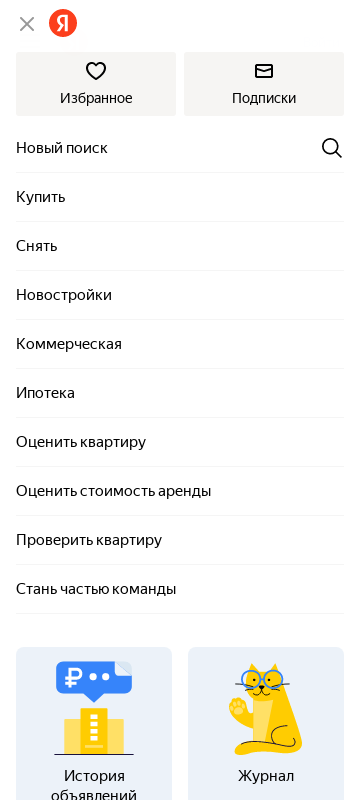 Я
Избранное
Подписки
Новый поиск
Купить
Снять
Новостройки
Коммерческая
Ипотека
Оценить квартиру
Оценить стоимость аренды
Проверить квартиру
Стань частью команды
₽
История
объявлений
Журнал